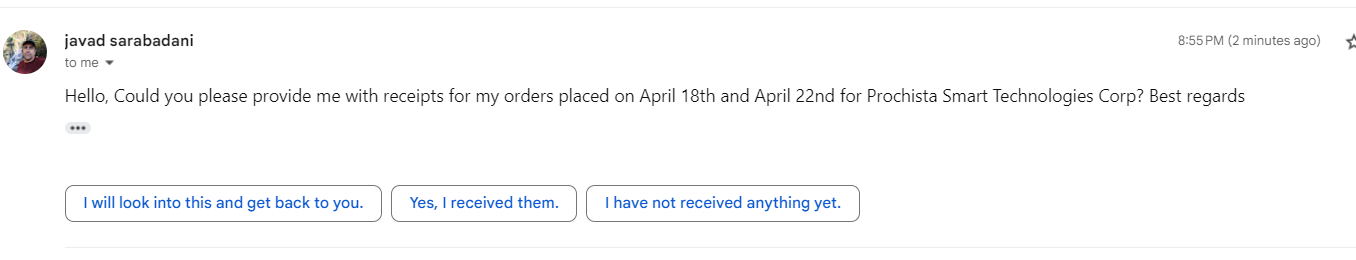 javad sarabadani
8:55 PM (2 minutes ago)
to me
Hello, Could you please provide me with receipts for my orders placed on April 18th and April 22nd for Prochista Smart Technologies Corp? Best regards
I will look into this and get back to you.
Yes, I received them.
I have not received anything yet.